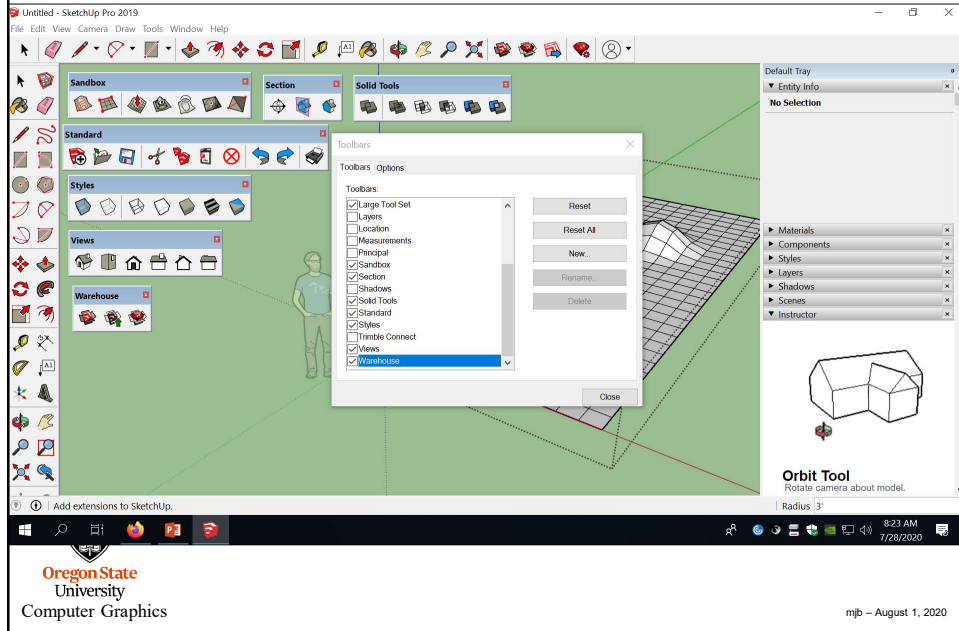 Untitled - SketchUp Pro 2019
File Edit View Camera Draw Tools Window Help
A1
Sandbox
Section
Solid Tools
Standard
Styles
Views
Warehouse
A1
Toolbars
Toolbars Options
Toolbars:
Large Tool Set
Layers
Location
Measurements
Principal
Sandbox
Section
Shadows
Solid Tools
Standard
Styles
Trimble Connect
Views
Warehouse
Reset
Reset All
New...
Rename...
Delete
Close
Default Tray
Entity Info
No Selection
Materials
Components
Styles
Layers
Shadows
Scenes
Instructor
Orbit Tool
Rotate camera about model.
Add extensions to SketchUp.
Radius 3'
8:23 AM
7/28/2020
Oregon State
University
Computer Graphics
mjb – August 1, 2020